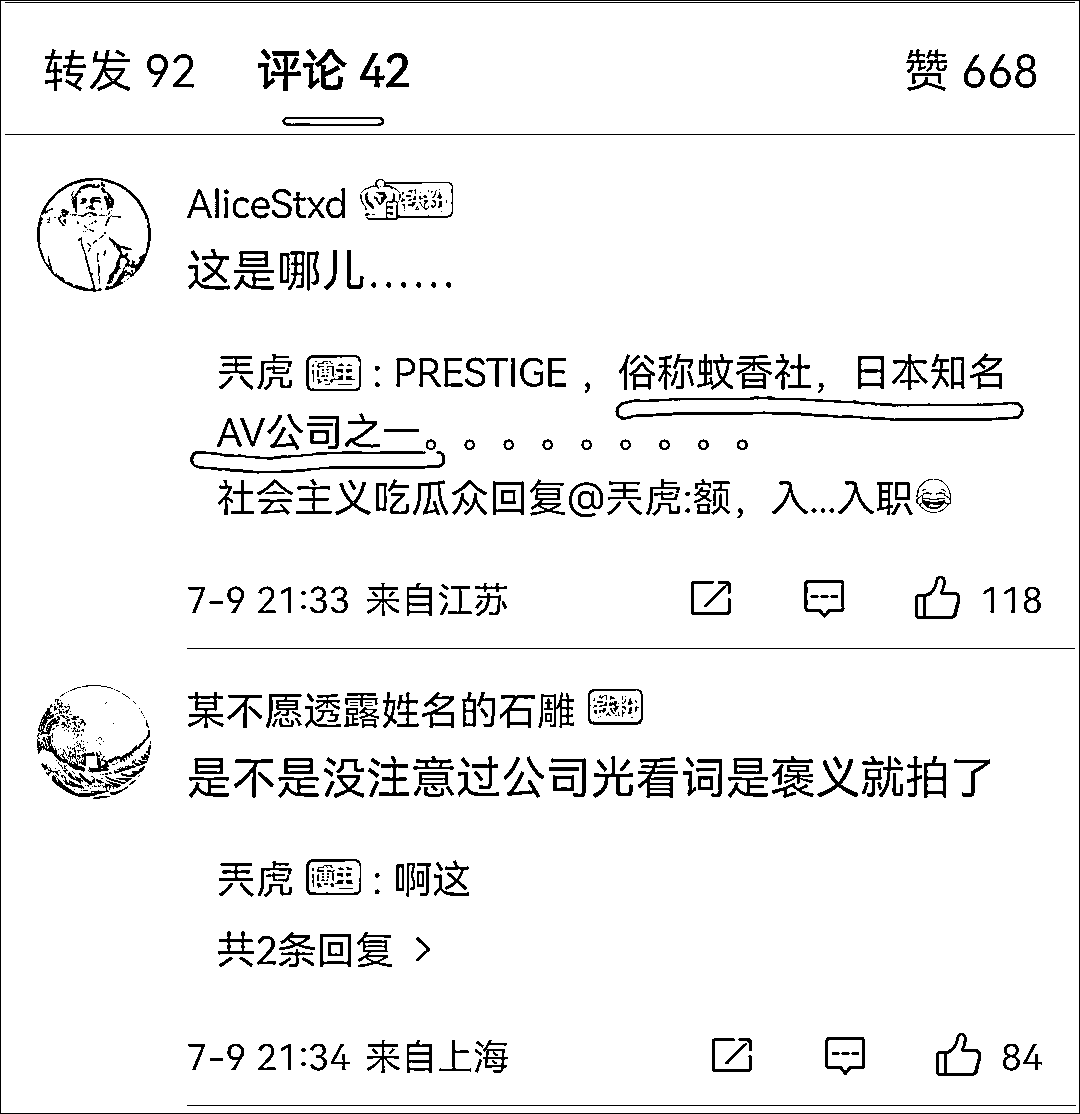 转发 92 评论 42 赞 668
AliceStxd 铁粉
这是哪儿……
兲虎 博主 : PRESTIGE ，俗称蚊香社，日本知名
AV公司之一。。。。。。。。。
社会主义吃瓜众回复@兲虎:额，入...入职😂
7-9 21:33 来自江苏 118
某不愿透露姓名的石雕 铁粉
是不是没注意过公司光看词是褒义就拍了
兲虎 博主 : 啊这
共2条回复 >
7-9 21:34 来自上海 84